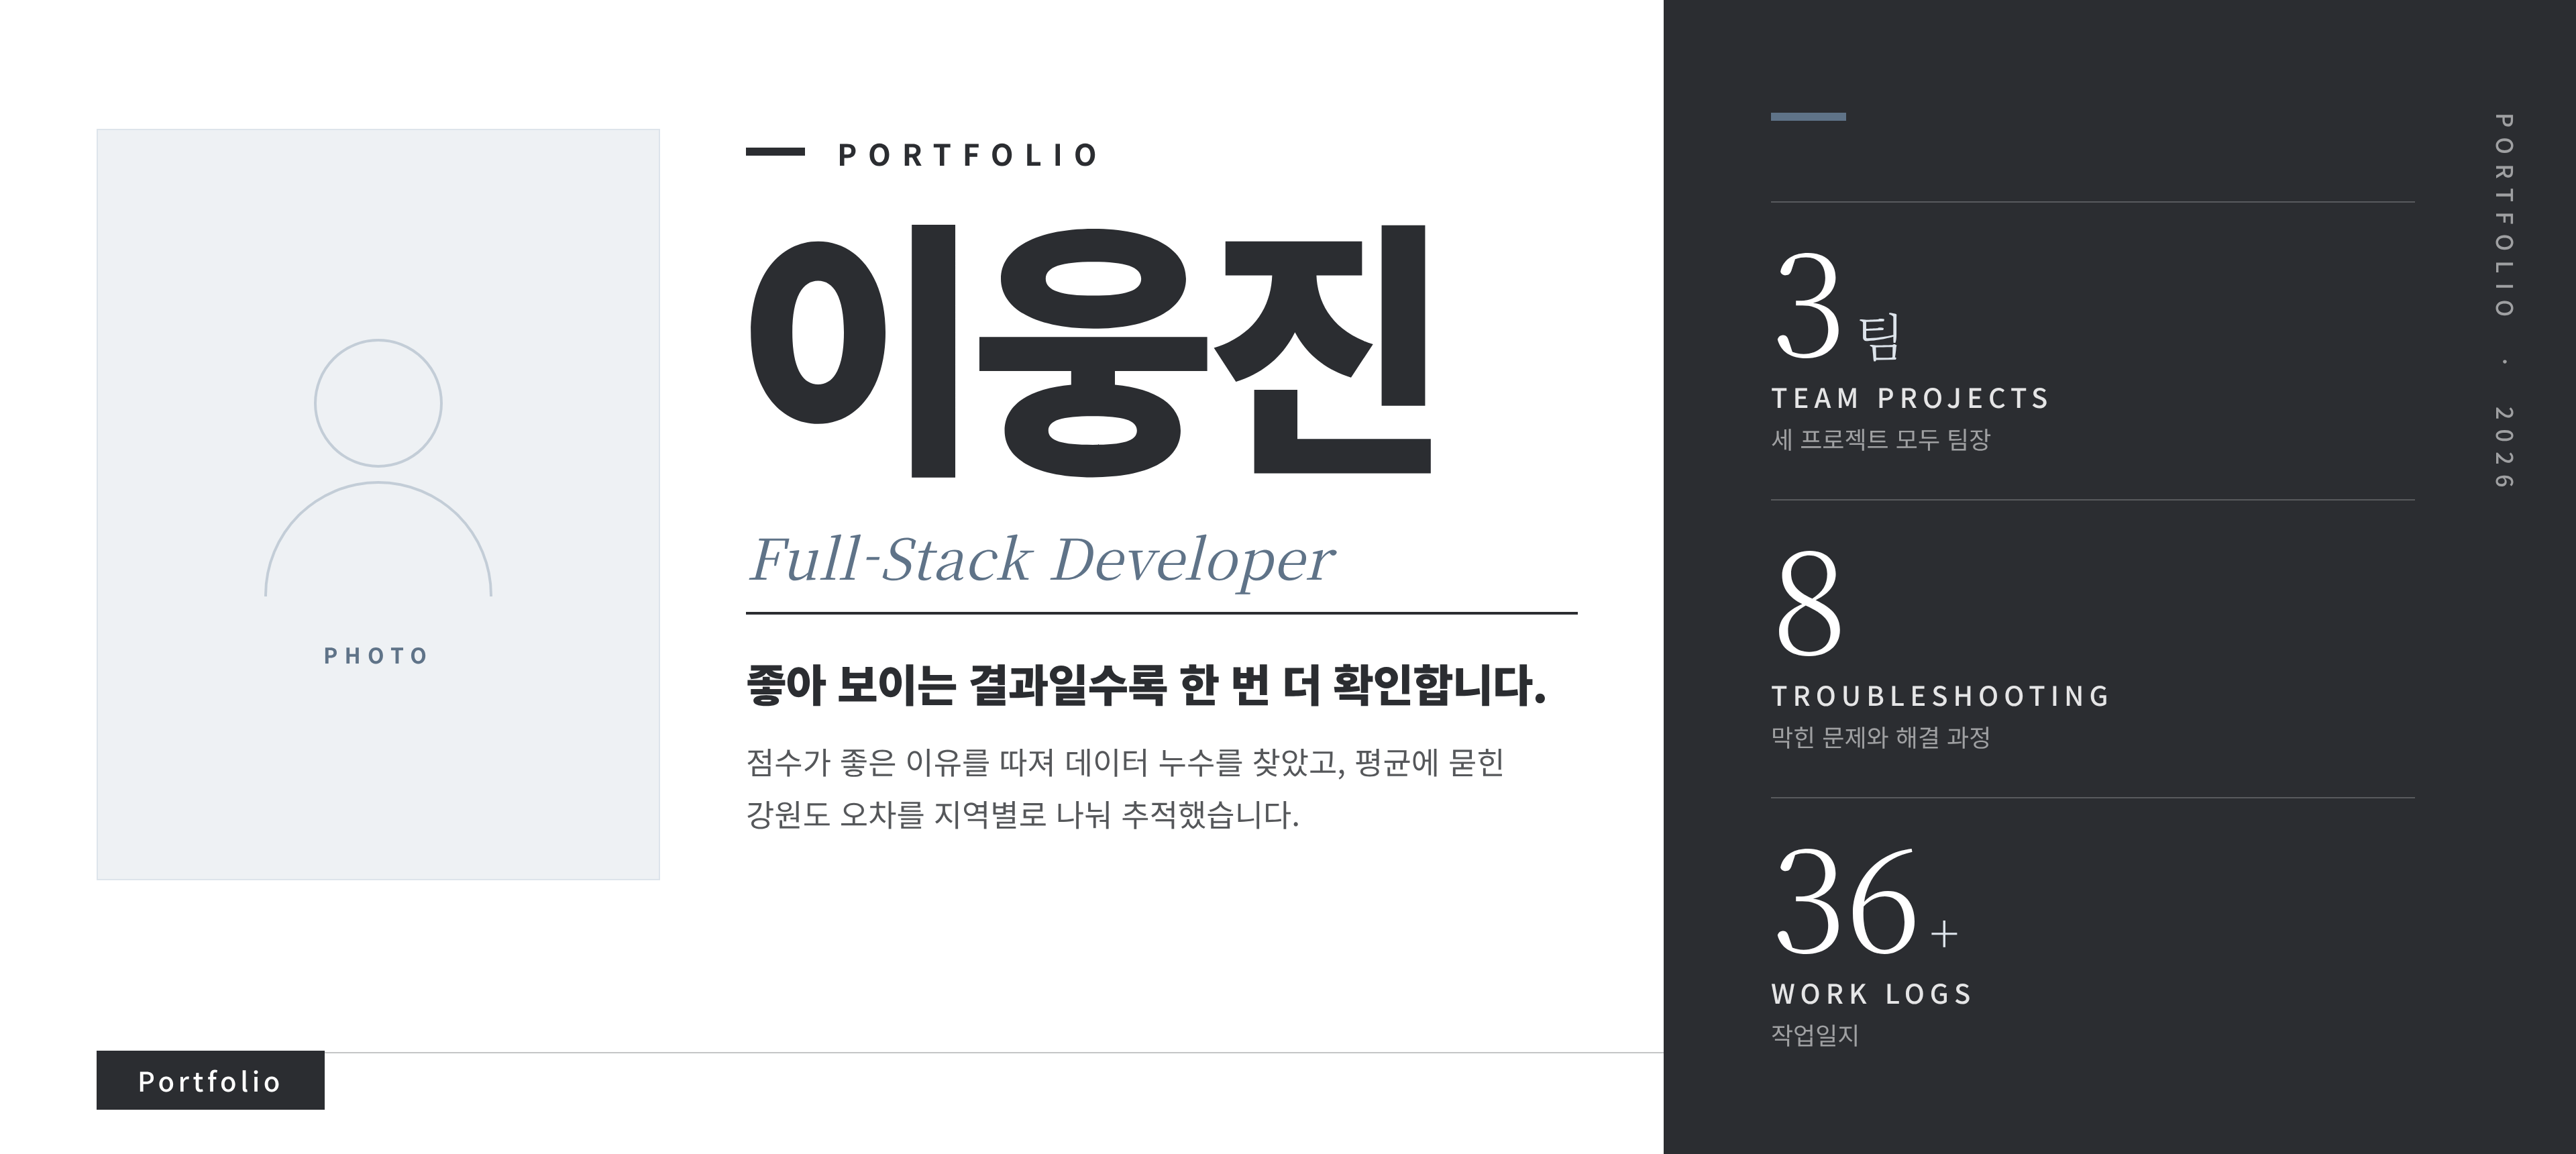 PHOTO
PORTFOLIO
이웅진
Full-Stack Developer
좋아 보이는 결과일수록 한 번 더 확인합니다.
점수가 좋은 이유를 따져 데이터 누수를 찾았고, 평균에 묻힌
강원도 오차를 지역별로 나눠 추적했습니다.
Portfolio
3 팀
TEAM PROJECTS
세 프로젝트 모두 팀장
8
TROUBLESHOOTING
막힌 문제와 해결 과정
36 +
WORK LOGS
작업일지
PORTFOLIO · 2026